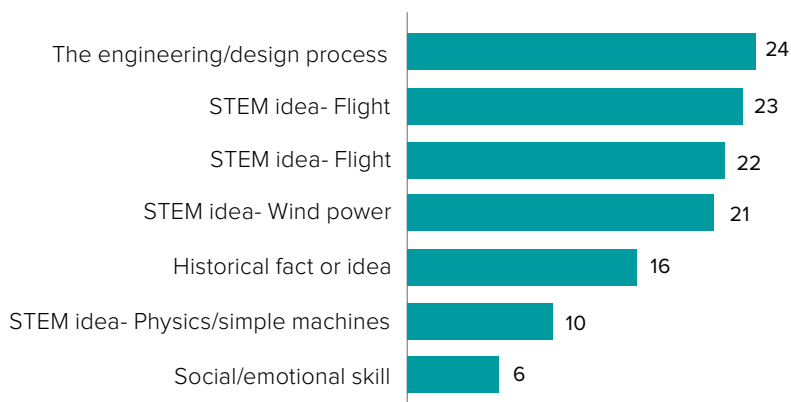 The engineering/design process 24
STEM idea- Flight 23
STEM idea- Flight 22
STEM idea- Wind power 21
Historical fact or idea 16
STEM idea- Physics/simple machines 10
Social/emotional skill 6